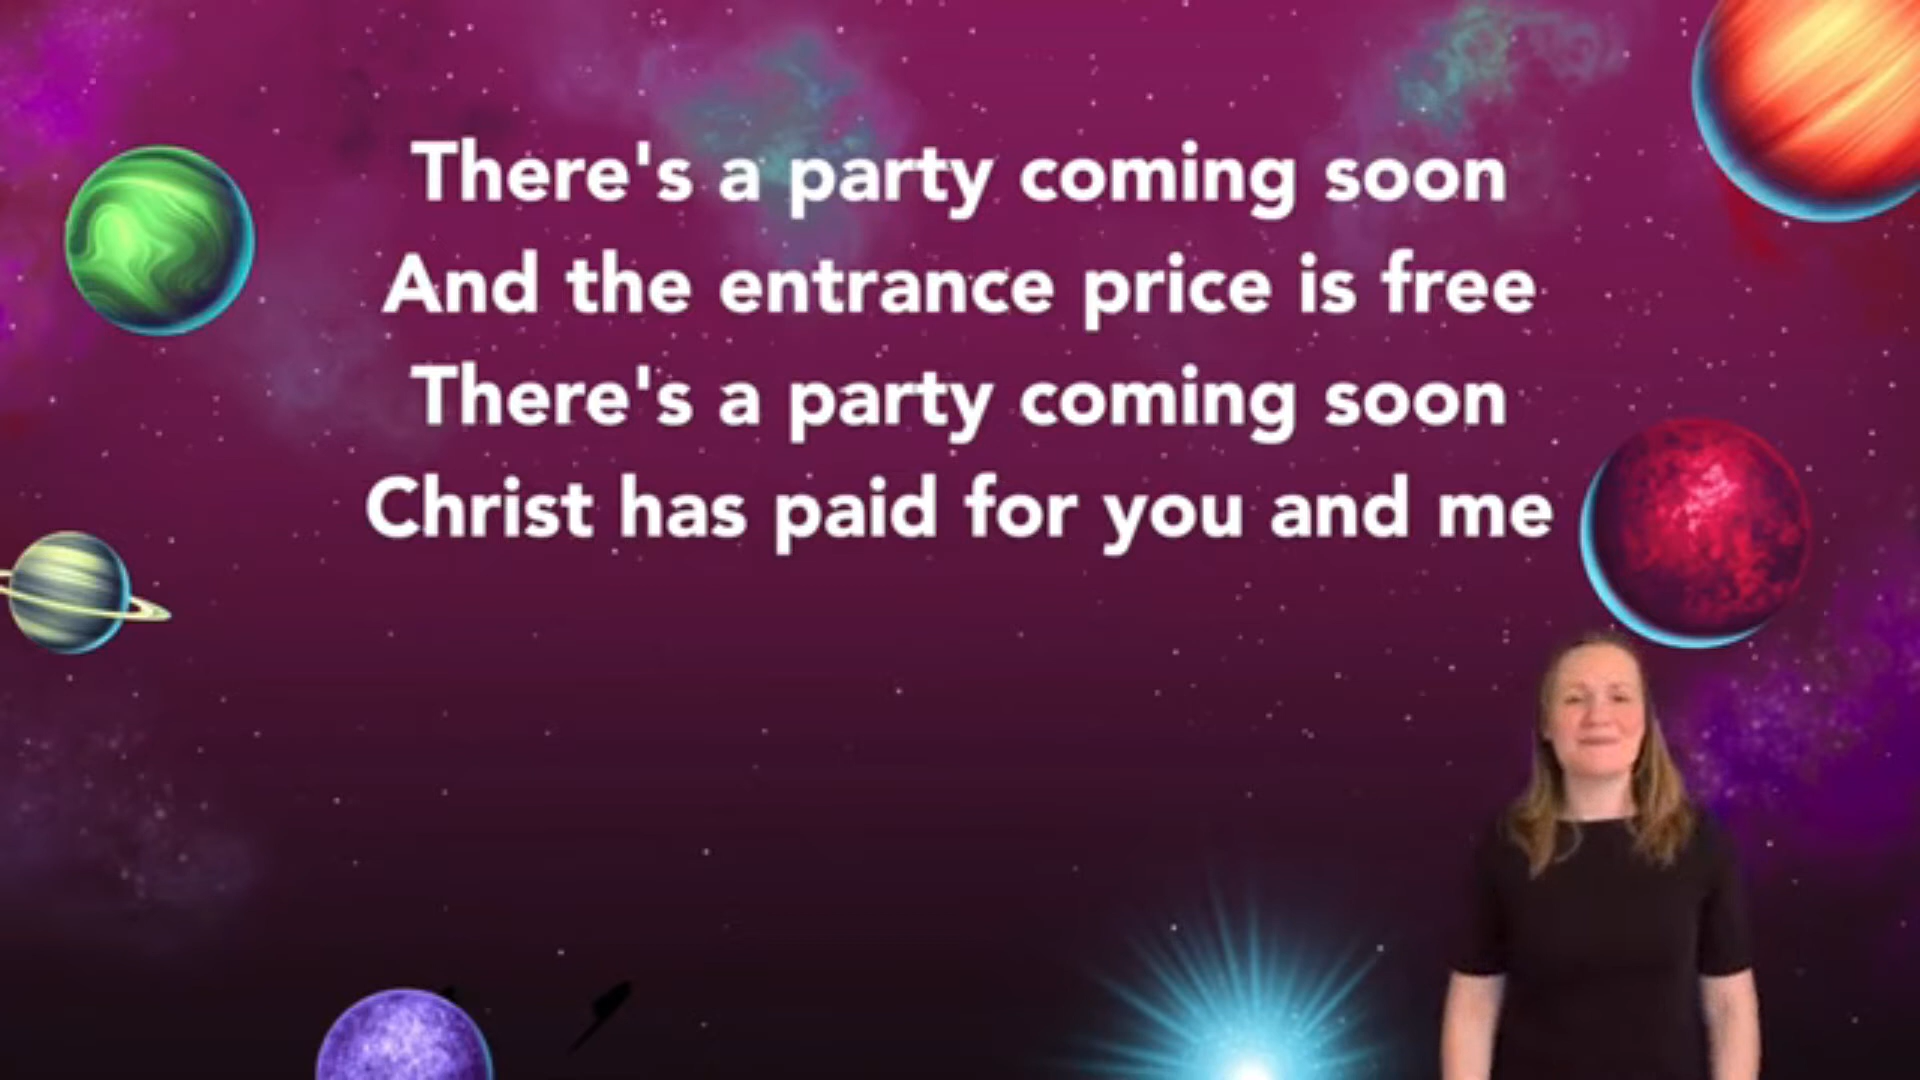 There's a party coming soon
And the entrance price is free
There's a party coming soon
Christ has paid for you and me